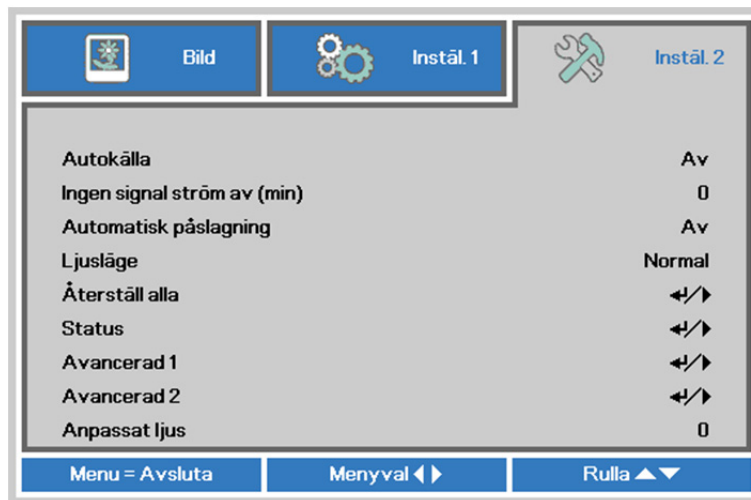 Bild
Instäl. 1
Instäl. 2
Autokälla Av
Ingen signal ström av (min) 0
Automatisk påslagning Av
Ljusläge Normal
Återställ alla ↵/▶
Status ↵/▶
Avancerad 1 ↵/▶
Avancerad 2 ↵/▶
Anpassat ljus 0
Menu = Avsluta
Menyval ◀ ▶
Rulla ▲▼